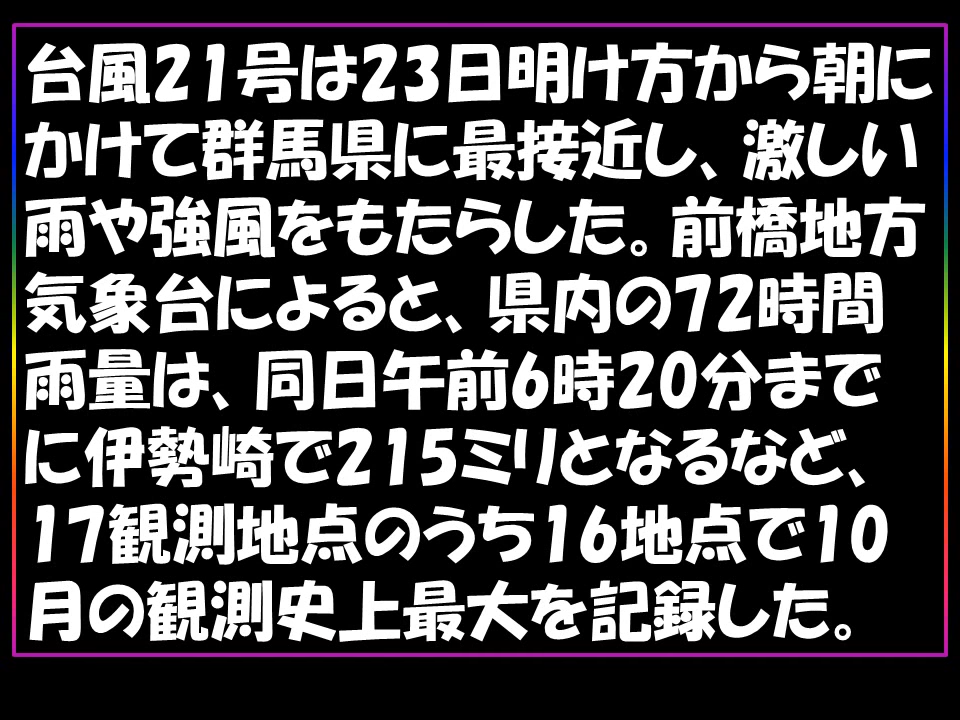 台風21号は23日明け方から朝に
かけて群馬県に最接近し、激しい
雨や強風をもたらした。前橋地方
気象台によると、県内の72時間
雨量は、同日午前6時20分まで
に伊勢崎で215ミリとなるなど、
17観測地点のうち16地点で10
月の観測史上最大を記録した。